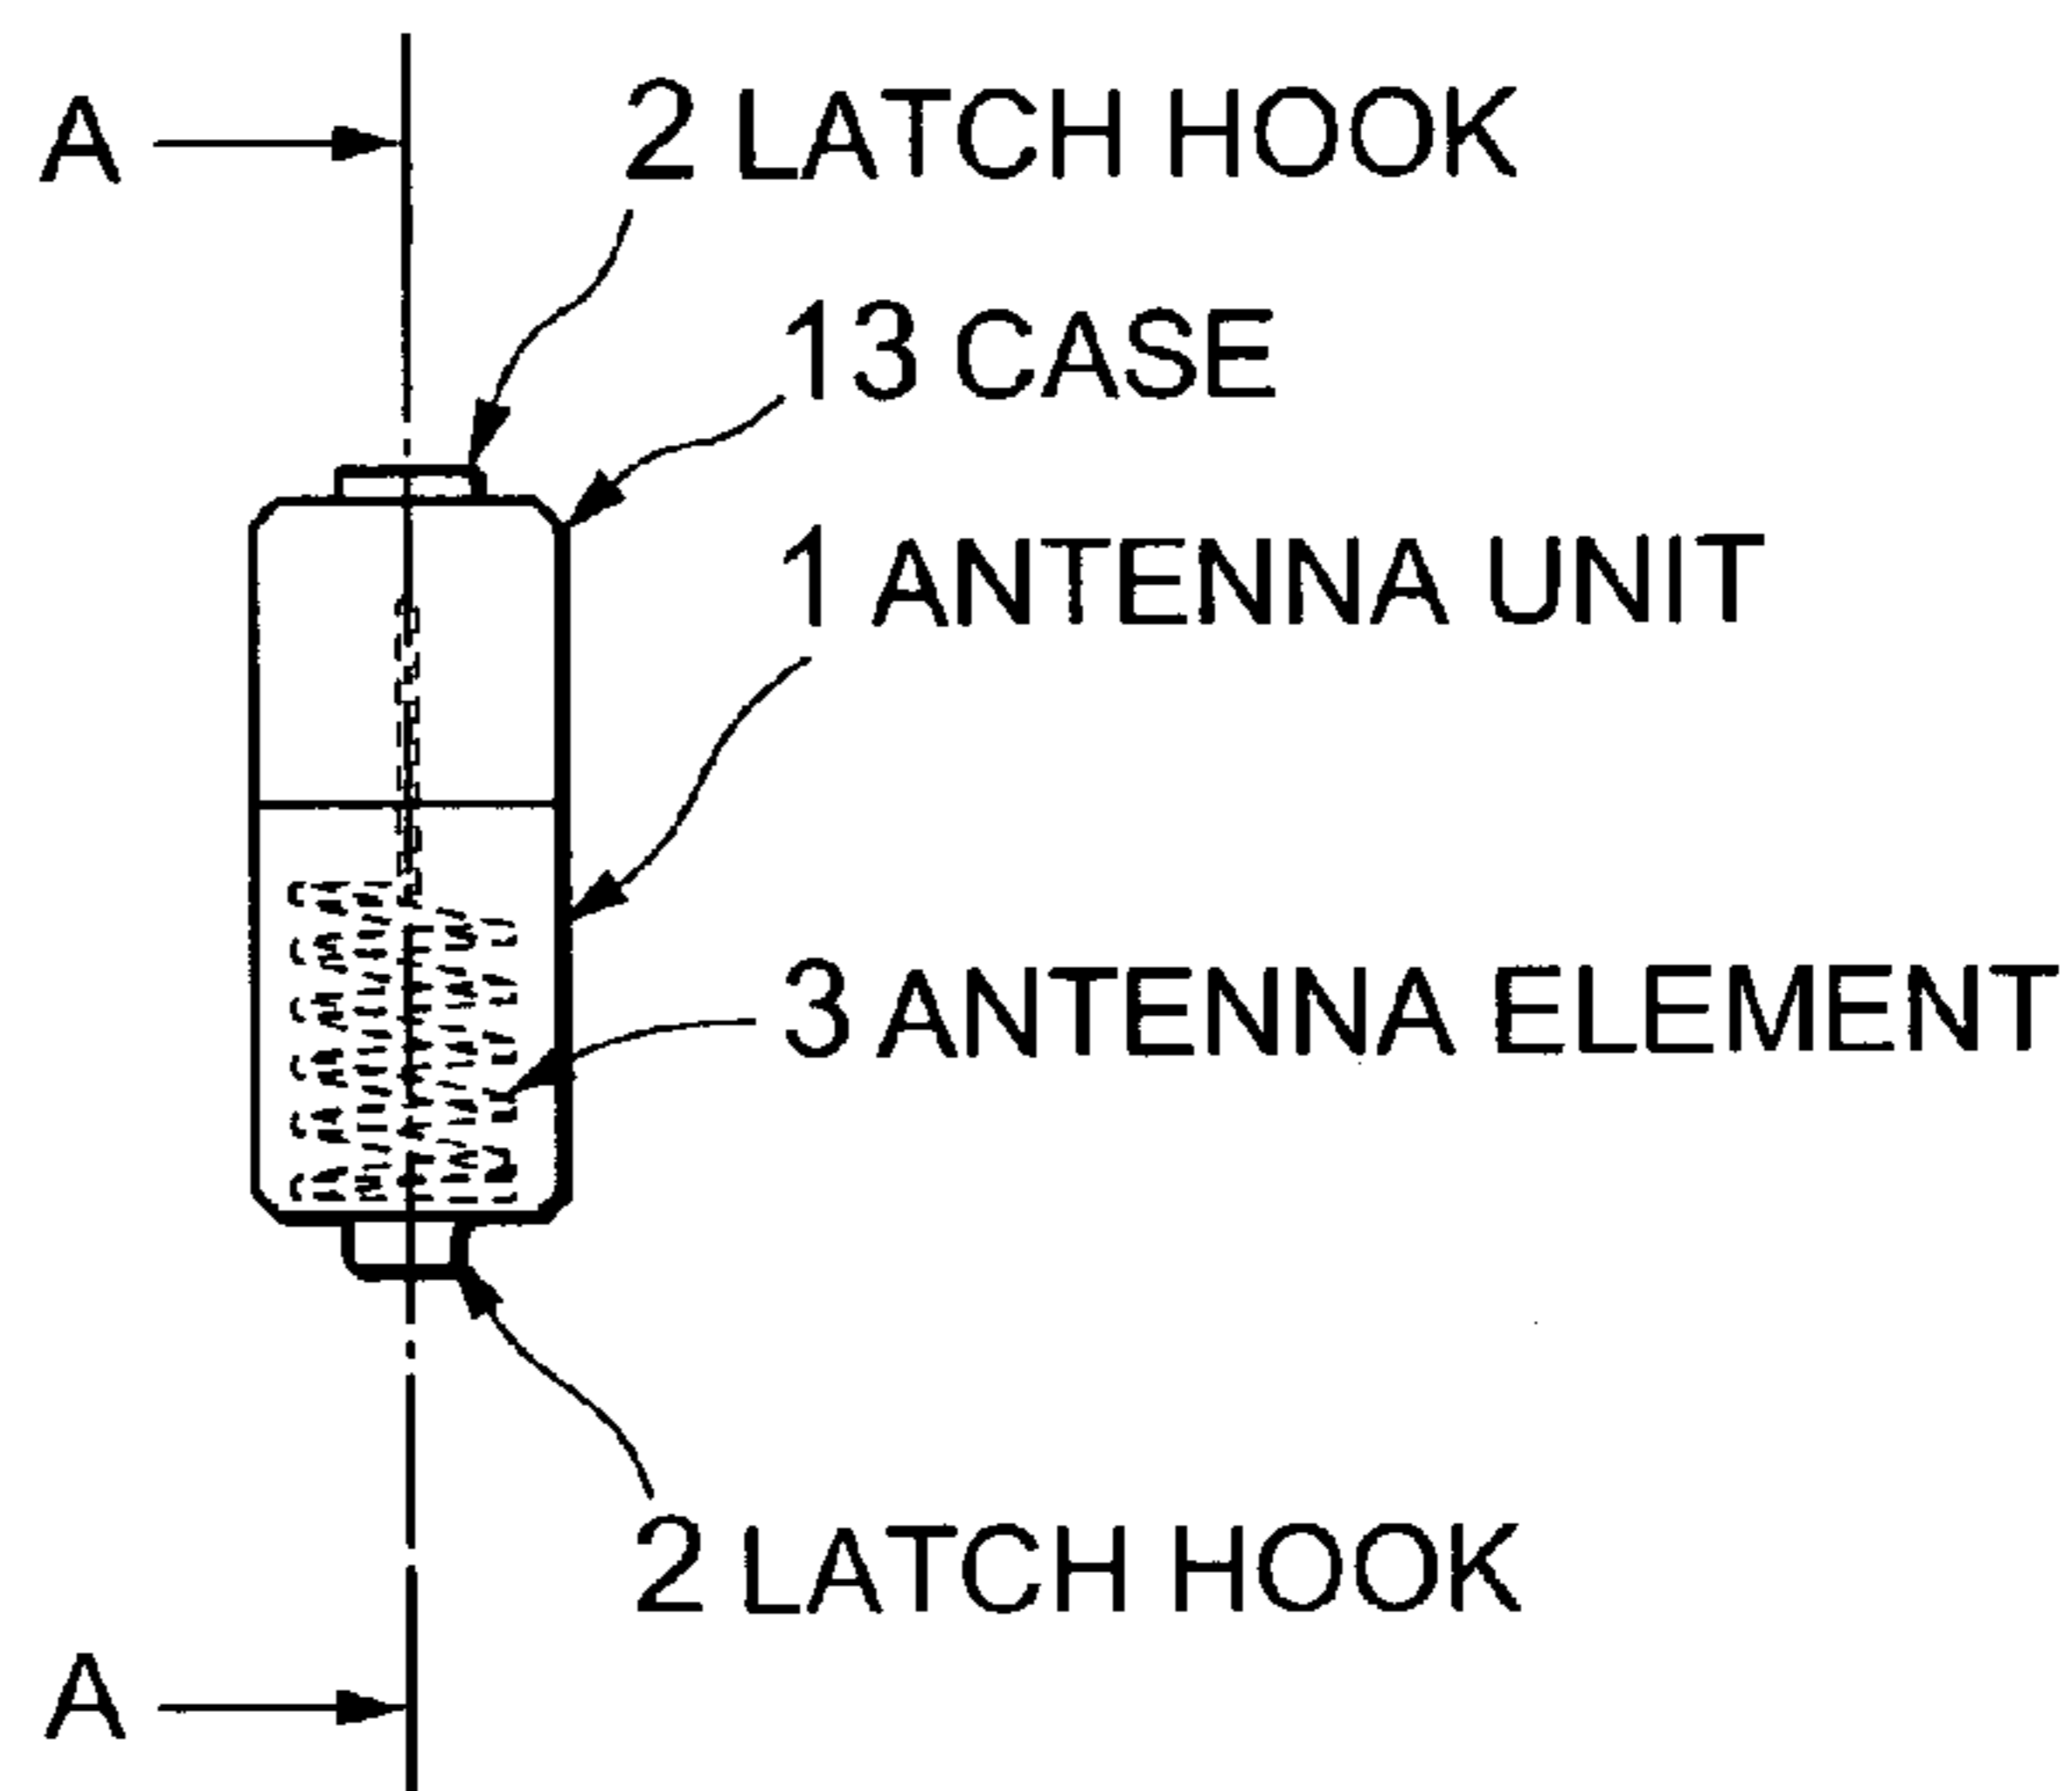 A
2 LATCH HOOK
13 CASE
1 ANTENNA UNIT
3 ANTENNA ELEMENT
2 LATCH HOOK
A